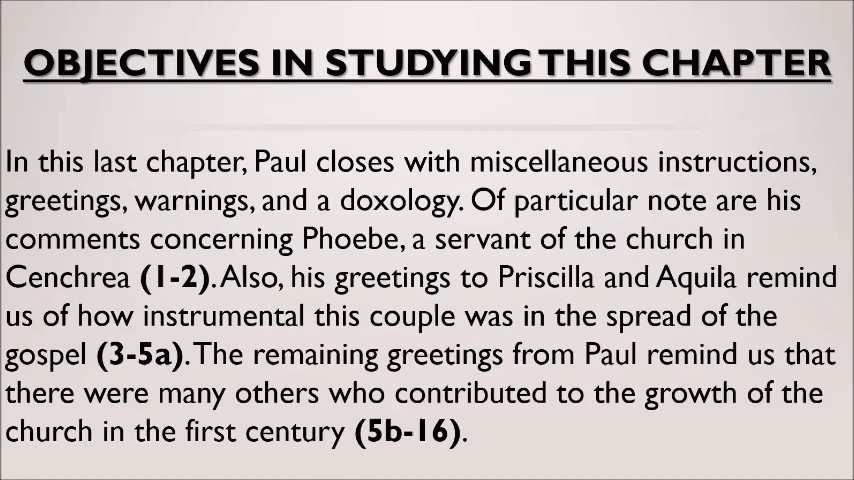 OBJECTIVES IN STUDYING THIS CHAPTER
In this last chapter, Paul closes with miscellaneous instructions,
greetings, warnings, and a doxology. Of particular note are his
comments concerning Phoebe, a servant of the church in
Cenchrea (1-2). Also, his greetings to Priscilla and Aquila remind
us of how instrumental this couple was in the spread of the
gospel (3-5a). The remaining greetings from Paul remind us that
there were many others who contributed to the growth of the
church in the first century (5b-16).